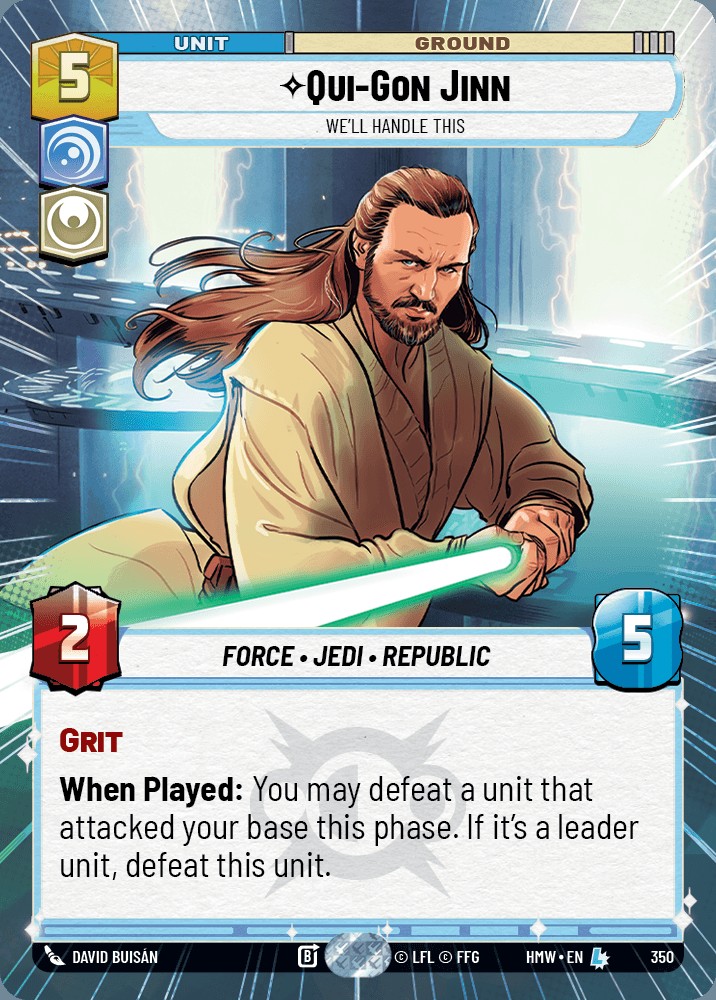 UNIT
GROUND
5
✧QUI-GON JINN
WE'LL HANDLE THIS
2
FORCE • JEDI • REPUBLIC
5
GRIT
When Played: You may defeat a unit that
attacked your base this phase. If it's a leader
unit, defeat this unit.
DAVID BUISÁN
B
© LFL © FFG
HMW • EN
L
350